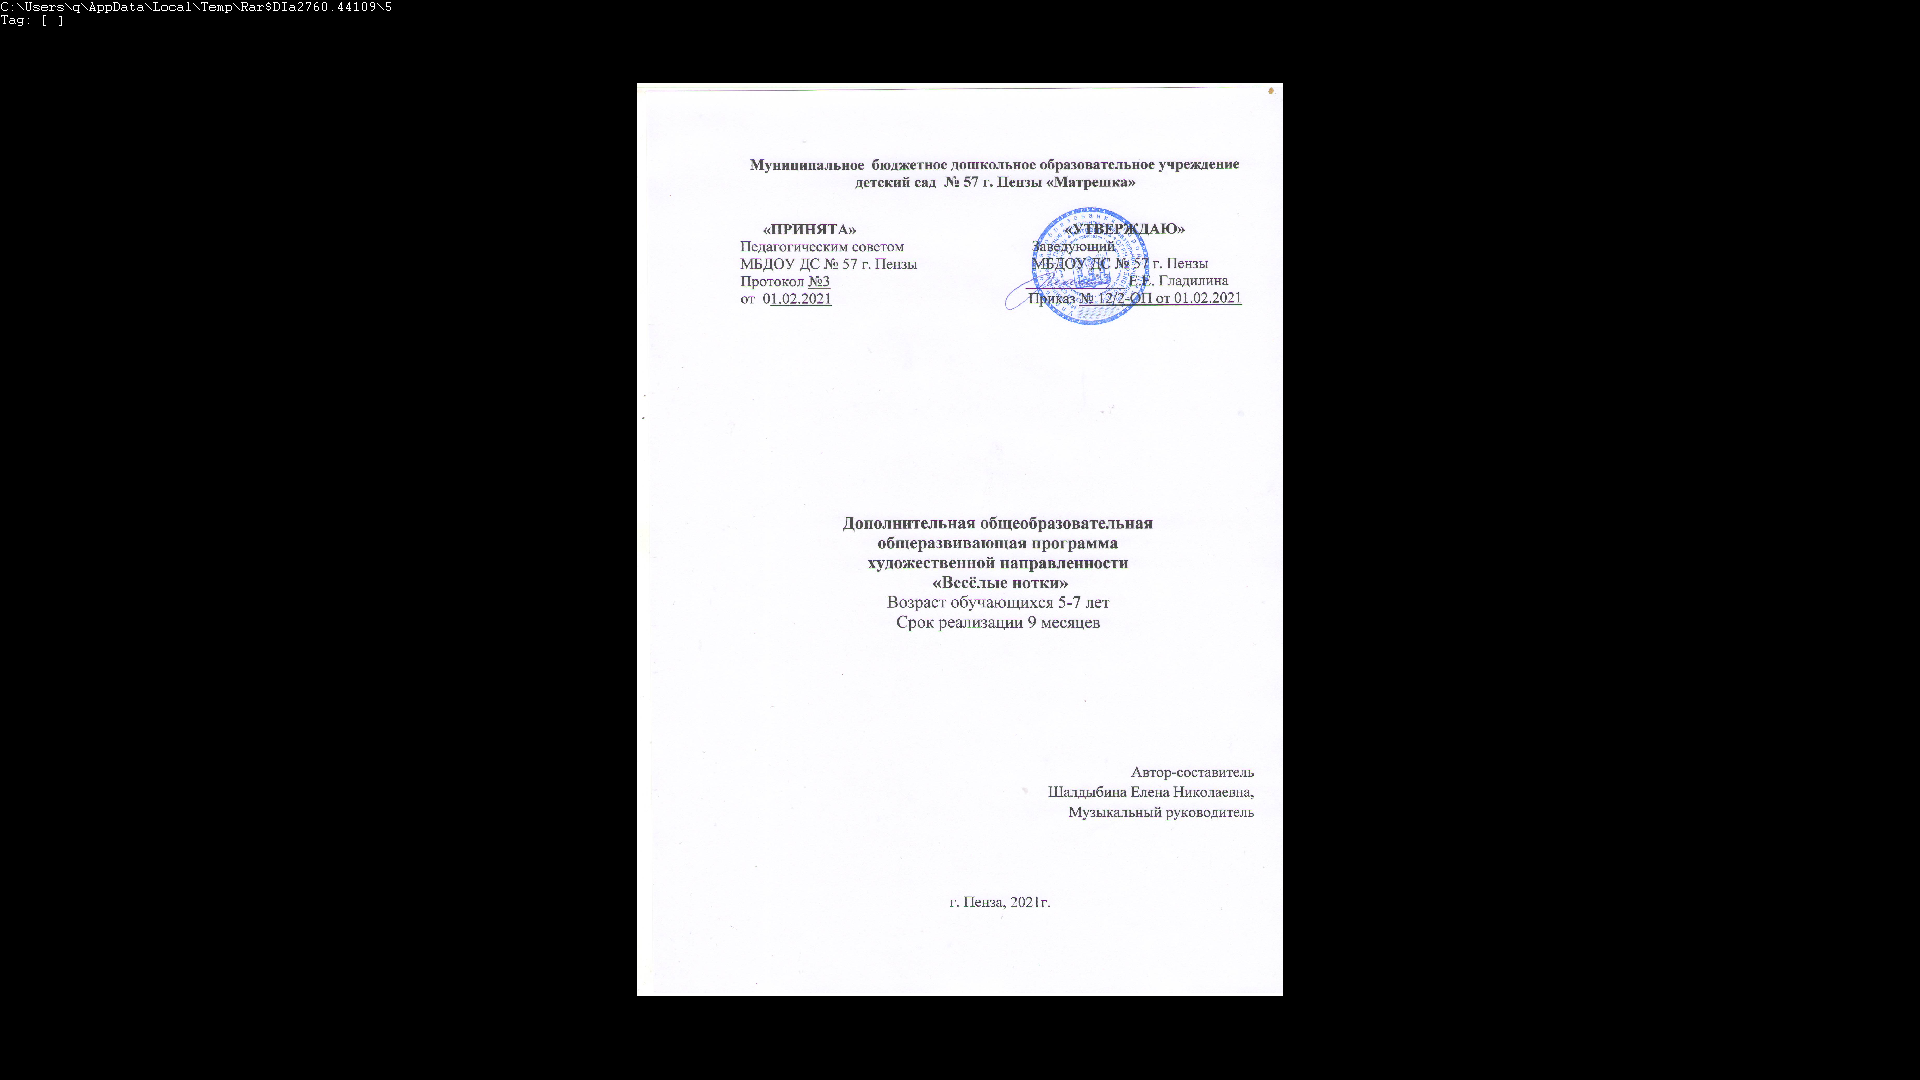 C:\Users\q\AppData\Local\Temp\Rar$DIa2760.44109\5
Tag: [ ]
Муниципальное бюджетное дошкольное образовательное учреждение
детский сад № 57 г. Пензы «Матрешка»
«ПРИНЯТА»
Педагогическим советом
МБДОУ ДС № 57 г. Пензы
Протокол №3
от 01.02.2021
«УТВЕРЖДАЮ»
Заведующий
МБДОУ ДС № 57 г. Пензы
Е.Е. Гладилина
Приказ № 12/2-ОП от 01.02.2021
Дополнительная общеобразовательная
общеразвивающая программа
художественной направленности
«Весёлые нотки»
Возраст обучающихся 5-7 лет
Срок реализации 9 месяцев
Автор-составитель
Шалдыбина Елена Николаевна,
Музыкальный руководитель
г. Пенза, 2021г.